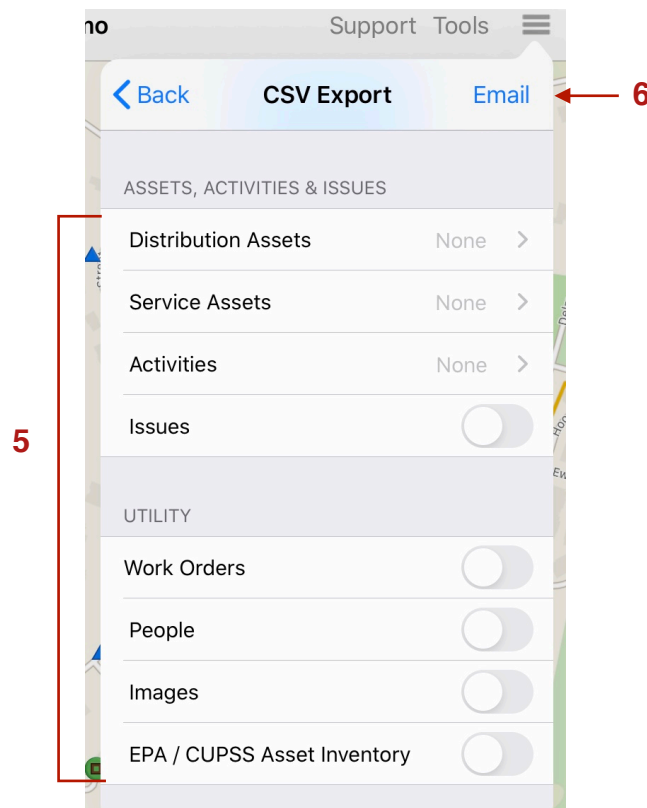 no Support Tools
Back CSV Export Email 6
ASSETS, ACTIVITIES & ISSUES
Distribution Assets None
Service Assets None
Activities None
Issues
5
UTILITY
Work Orders
People
Images
EPA / CUPSS Asset Inventory